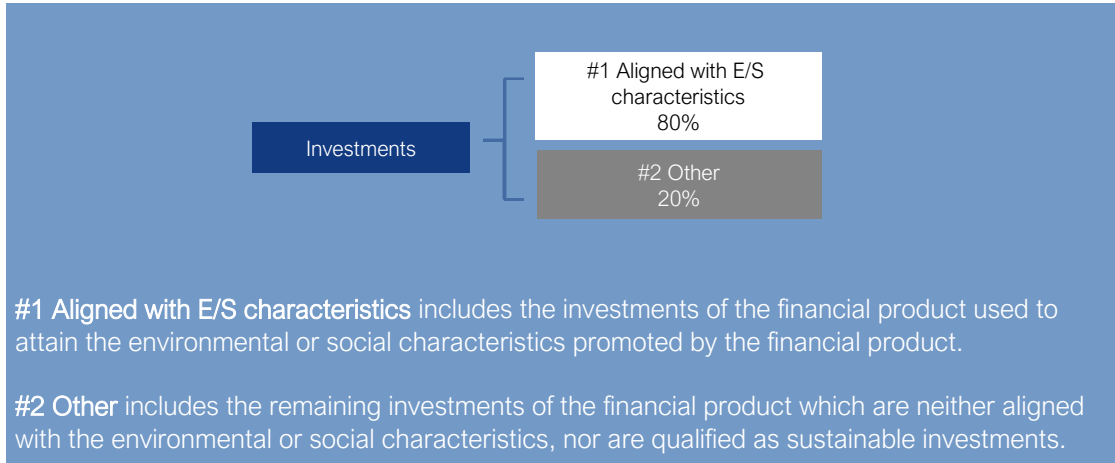 #1 Aligned with E/S
characteristics
80%
Investments
#2 Other
20%
#1 Aligned with E/S characteristics includes the investments of the financial product used to
attain the environmental or social characteristics promoted by the financial product.
#2 Other includes the remaining investments of the financial product which are neither aligned
with the environmental or social characteristics, nor are qualified as sustainable investments.